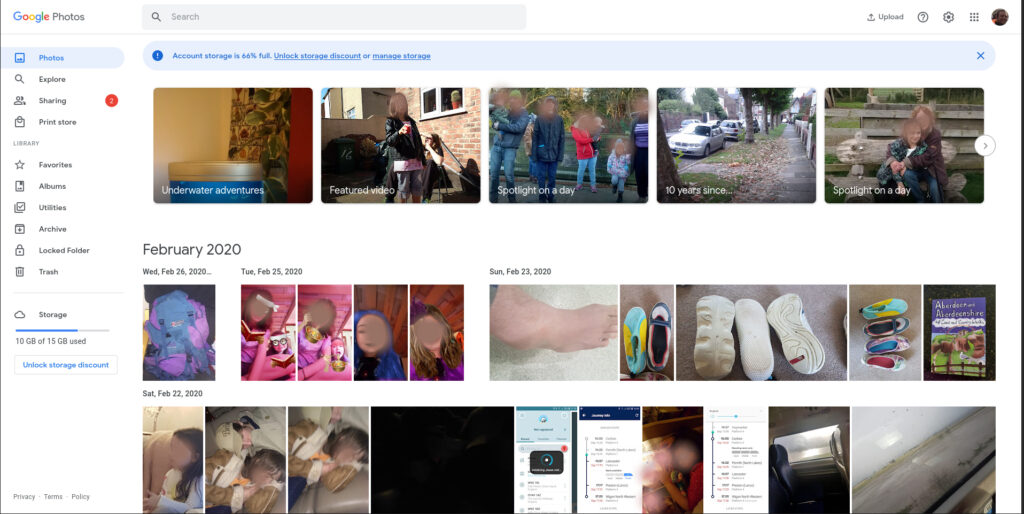 Google Photos
Search
Upload
Account storage is 66% full. Unlock storage discount or manage storage
Photos
Explore
Sharing
2
Print store
LIBRARY
Favorites
Albums
Utilities
Archive
Locked Folder
Trash
Storage
10 GB of 15 GB used
Unlock storage discount
Privacy · Terms · Policy
Underwater adventures
Featured video
Spotlight on a day
10 years since...
Spotlight on a day
February 2020
Wed, Feb 26, 2020...
Tue, Feb 25, 2020
Sun, Feb 23, 2020
Aberdeen and
Aberdeenshire
Sat, Feb 22, 2020
Journey Info